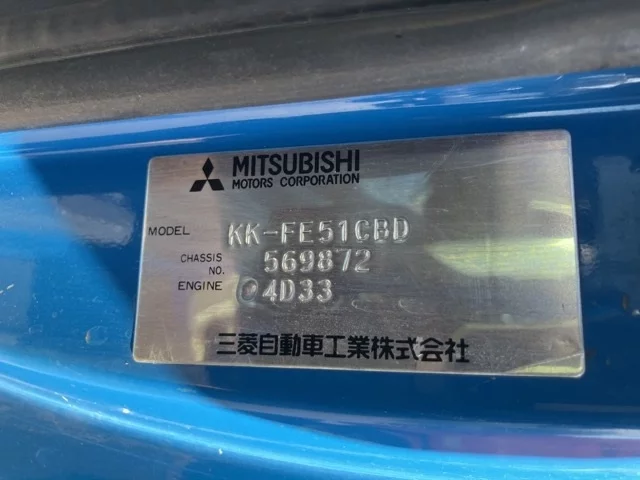 MITSUBISHI
MOTORS CORPORATION
MODEL KK-FE51CBD
CHASSIS NO. 569872
ENGINE 4D33
三菱自動車工業株式会社